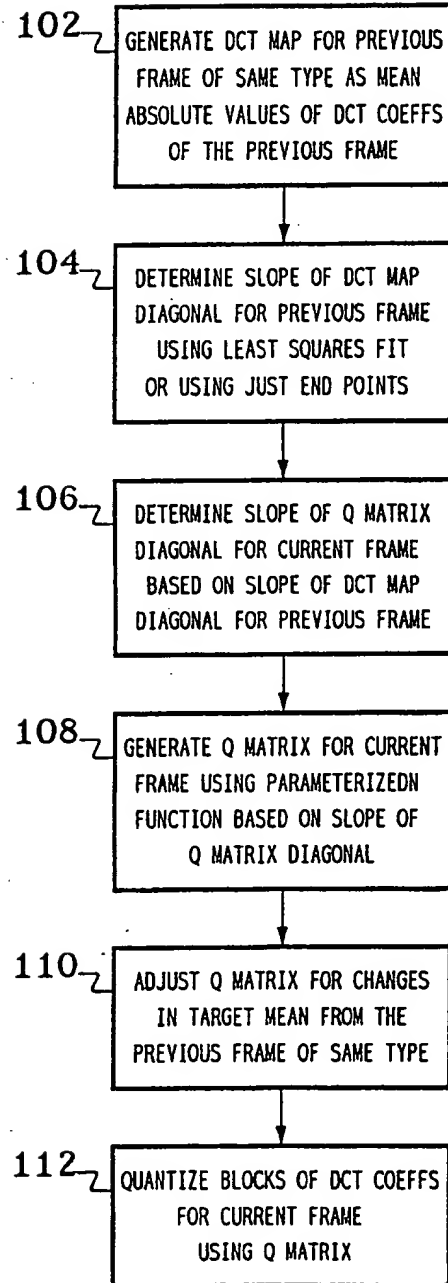 102
GENERATE DCT MAP FOR PREVIOUS
FRAME OF SAME TYPE AS MEAN
ABSOLUTE VALUES OF DCT COEFFS
OF THE PREVIOUS FRAME
104
DETERMINE SLOPE OF DCT MAP
DIAGONAL FOR PREVIOUS FRAME
USING LEAST SQUARES FIT
OR USING JUST END POINTS
106
DETERMINE SLOPE OF Q MATRIX
DIAGONAL FOR CURRENT FRAME
BASED ON SLOPE OF DCT MAP
DIAGONAL FOR PREVIOUS FRAME
108
GENERATE Q MATRIX FOR CURRENT
FRAME USING PARAMETERIZEDN
FUNCTION BASED ON SLOPE OF
Q MATRIX DIAGONAL
110
ADJUST Q MATRIX FOR CHANGES
IN TARGET MEAN FROM THE
PREVIOUS FRAME OF SAME TYPE
112
QUANTIZE BLOCKS OF DCT COEFFS
FOR CURRENT FRAME
USING Q MATRIX